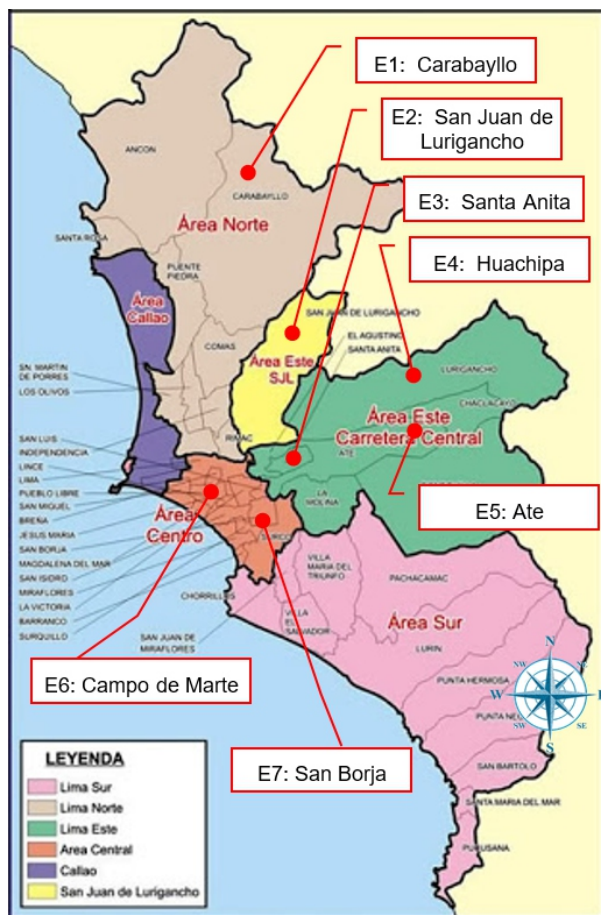 E1: Carabayllo
E2: San Juan de
Lurigancho
E3: Santa Anita
E4: Huachipa
ANCON
CARABAYLLO
Área Norte
SANTA ROSA
PUENTE
PIEDRA
Área
Callao
SAN JUAN DE LURIGANCHO
COMAS
EL AGUSTINO
SANTA ANITA
LURIGANCHO
SN. MARTIN
DE PORRES
LOS OLIVOS
Área Este
SJL
CHACLACAYO
Área Este
Carretera Central
RIMAC
ATE
SAN LUIS
INDEPENDENCIA
LINCE
LIMA
PUEBLO LIBRE
SAN MIGUEL
BREÑA
JESUS MARIA
SAN BORJA
MAGDALENA DEL MAR
SAN ISIDRO
MIRAFLORES
LA VICTORIA
BARRANCO
SURQUILLO
Área
Centro
LA
MOLINA
SURCO
E5: Ate
VILLA
MARIA DEL
TRIUNFO
PACHACAMAC
CHORRILLOS
VILLA
EL
SALVADOR
Área Sur
SAN JUAN DE
MIRAFLORES
LURIN
E6: Campo de Marte
PUNTA HERMOSA
PUNTA
N
NW
NE
W
E
SW
SE
S
E7: San Borja
SAN BARTOLO
SANTA MARIA DEL MAR
PUCUSANA
LEYENDA
Lima Sur
Lima Norte
Lima Este
Area Central
Callao
San Juan de Lurigancho